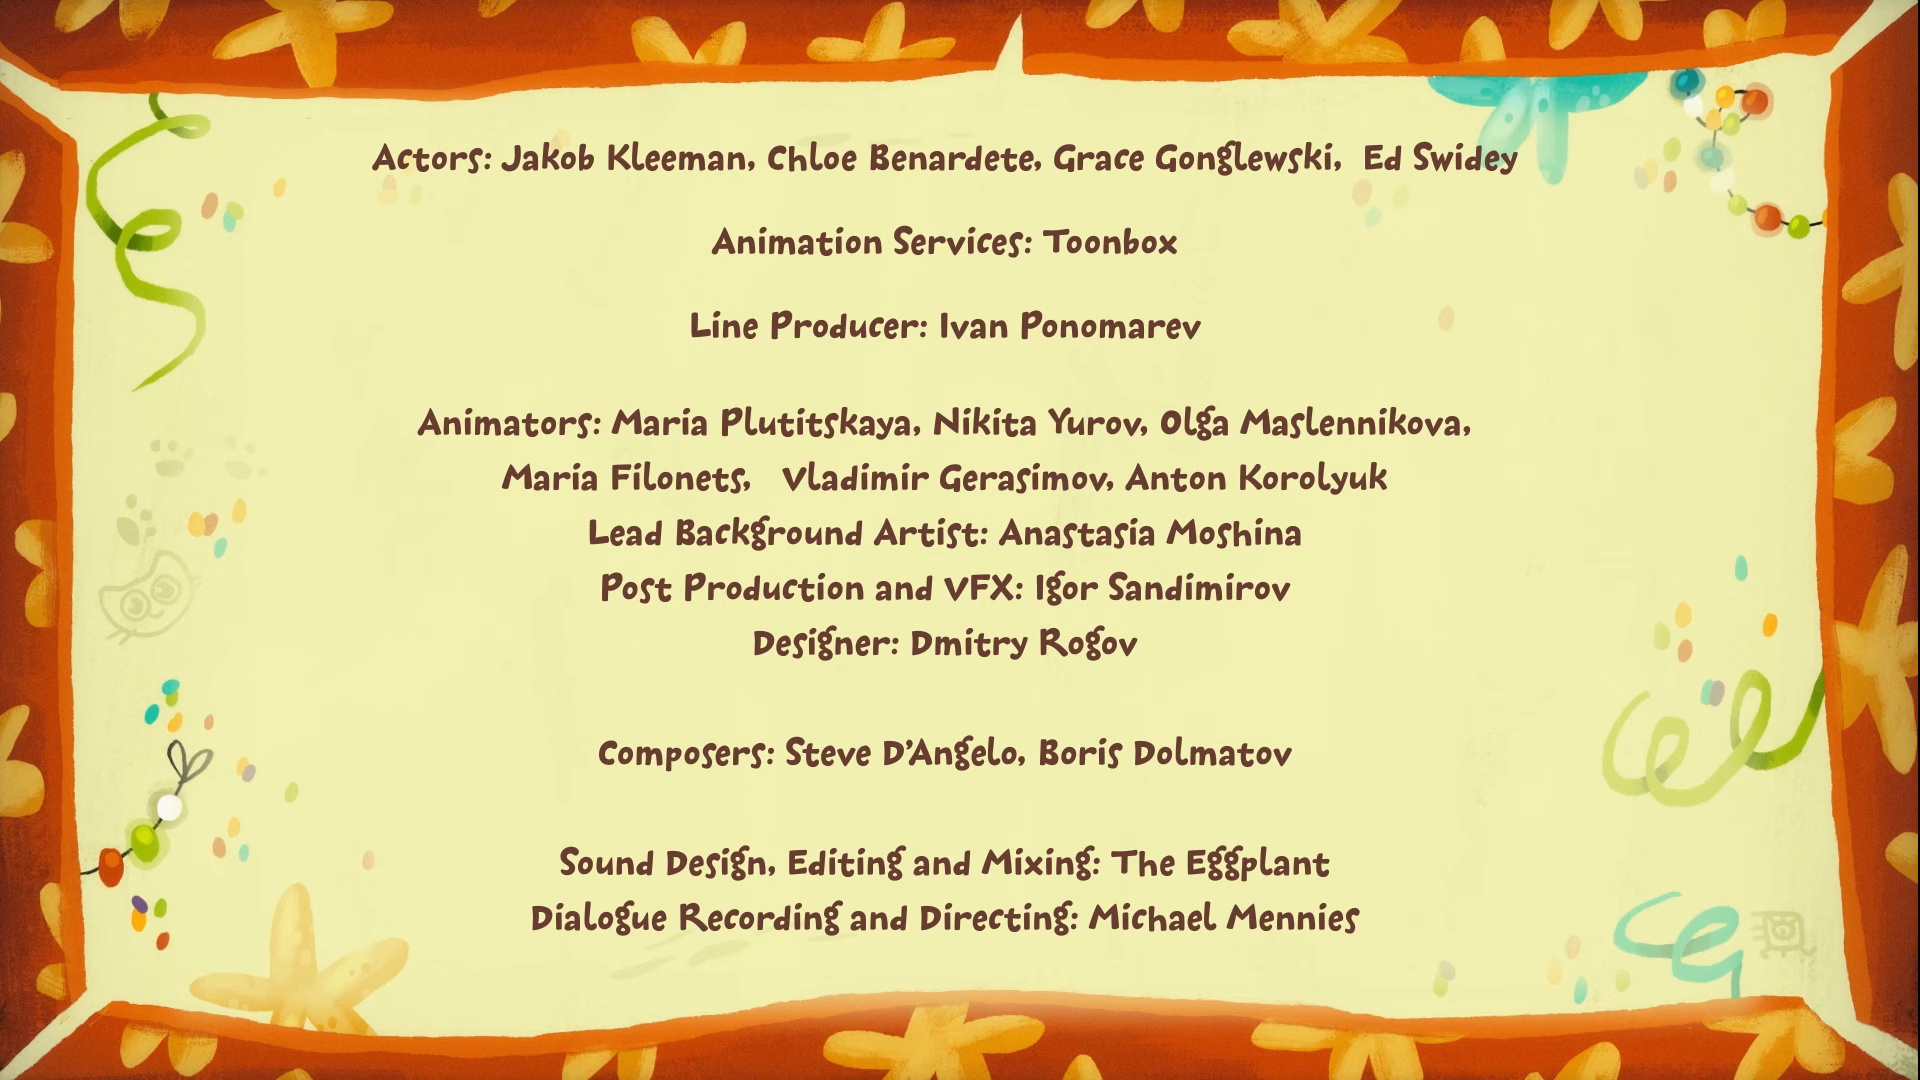 Actors: Jakob Kleeman, Chloe Benardete, Grace Gonglewski, Ed Swidey
Animation Services: Toonbox
Line Producer: Ivan Ponomarev
Animators: Maria Plutitskaya, Nikita Yurov, Olga Maslennikova,
Maria Filonets, Vladimir Gerasimov, Anton Korolyuk
Lead Background Artist: Anastasia Moshina
Post Production and VFX: Igor Sandimirov
Designer: Dmitry Rogov
Composers: Steve D'Angelo, Boris Dolmatov
Sound Design, Editing and Mixing: The Eggplant
Dialogue Recording and Directing: Michael Mennies